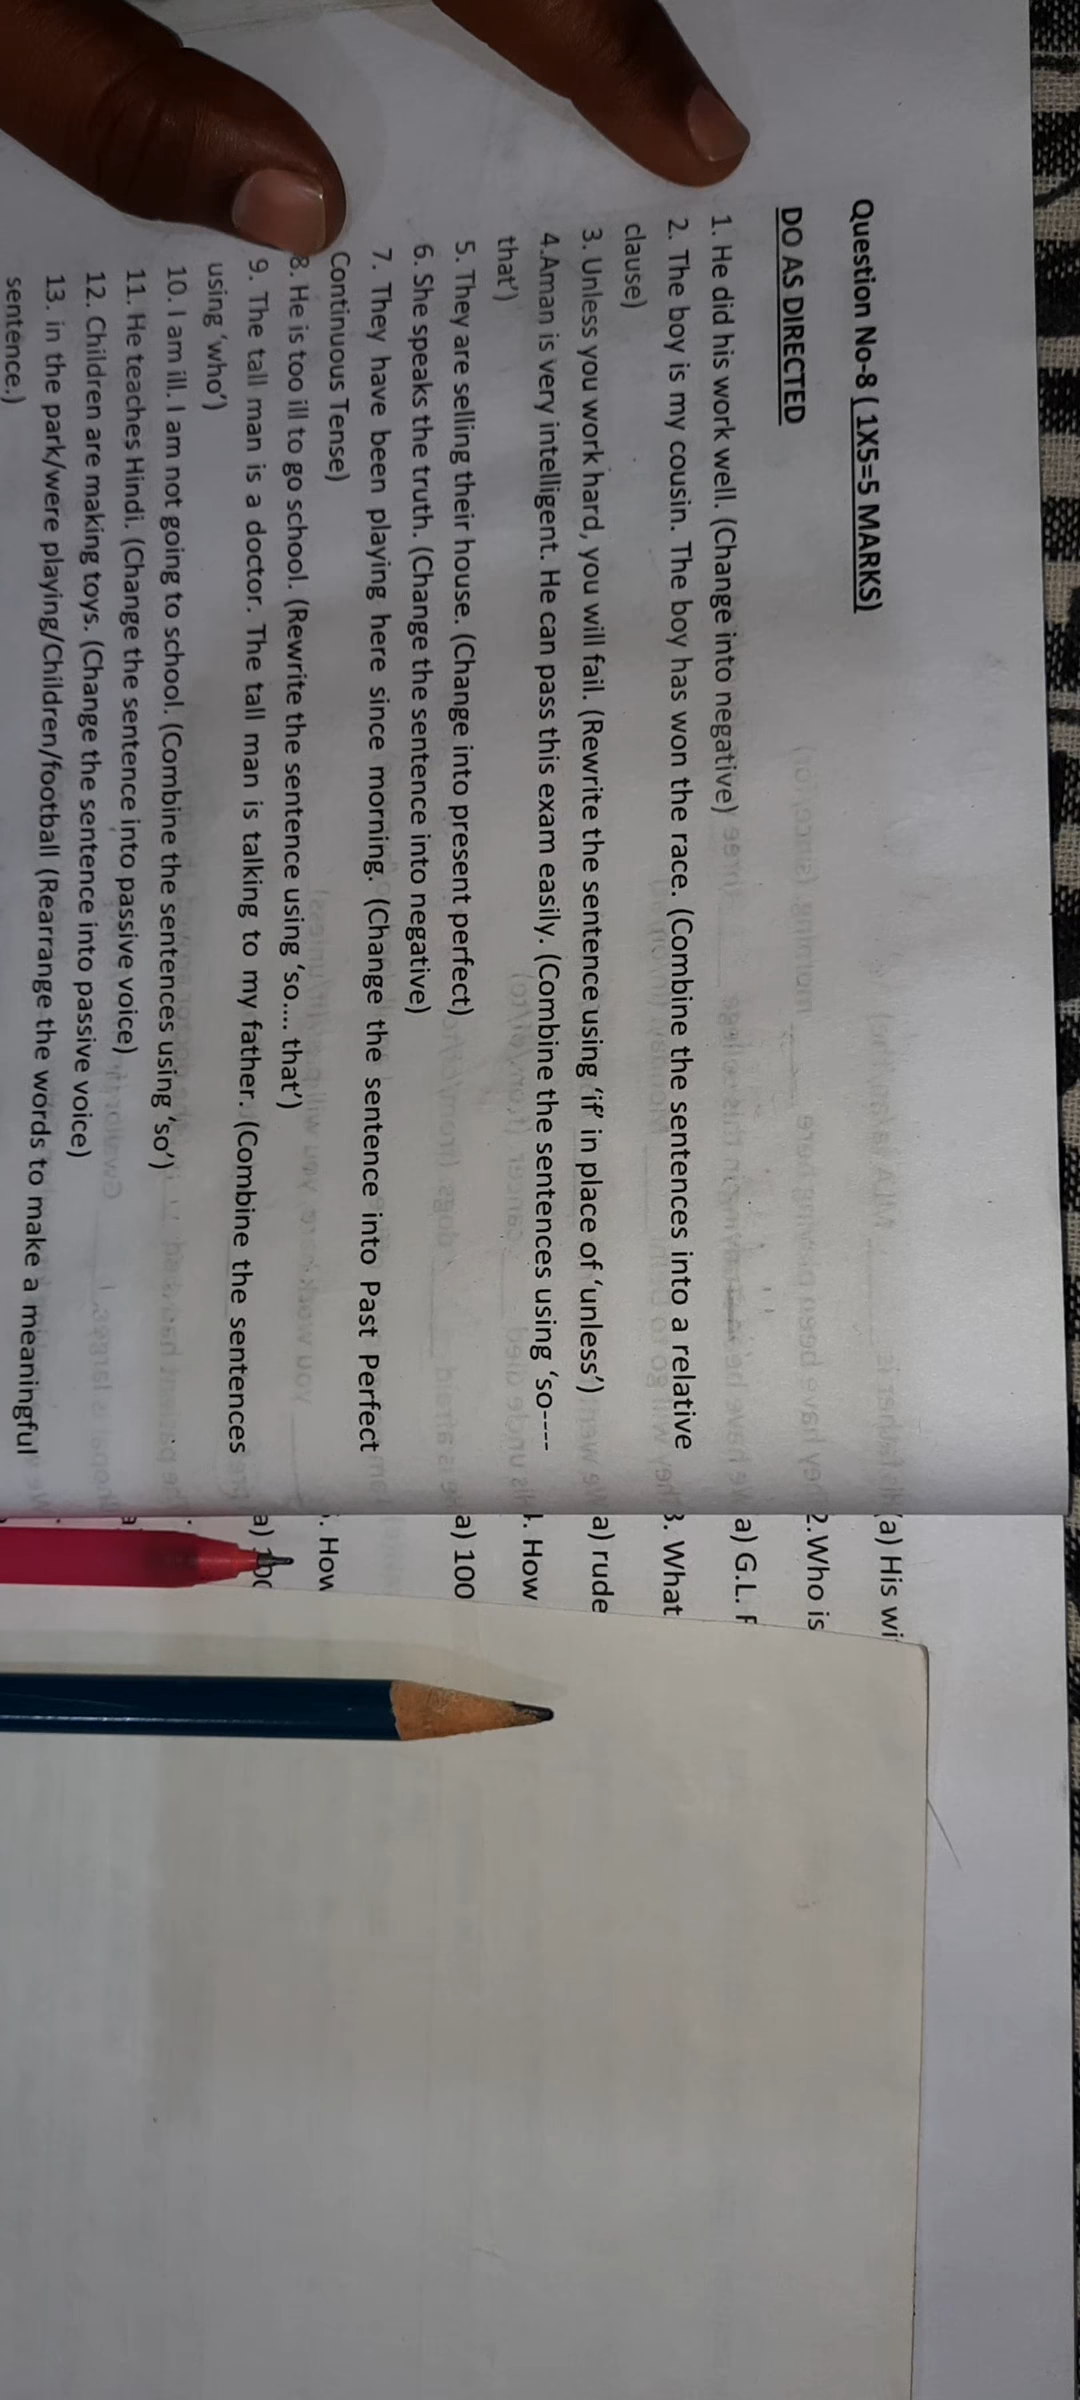 Question No-8 ( 1X5=5 MARKS)
DO AS DIRECTED
1. He did his work well. (Change into negative)
2. The boy is my cousin. The boy has won the race. (Combine the sentences into a relative
clause)
3. Unless you work hard, you will fail. (Rewrite the sentence using ‘if’ in place of ‘unless’)
4.Aman is very intelligent. He can pass this exam easily. (Combine the sentences using ‘so----
that’)
5. They are selling their house. (Change into present perfect)
6. She speaks the truth. (Change the sentence into negative)
7. They have been playing here since morning. (Change the sentence into Past Perfect
Continuous Tense)
8. He is too ill to go school. (Rewrite the sentence using ‘so.... that’)
9. The tall man is a doctor. The tall man is talking to my father. (Combine the sentences
using ‘who’)
10. I am ill. I am not going to school. (Combine the sentences using ‘so’)
11. He teaches Hindi. (Change the sentence into passive voice)
12. Children are making toys. (Change the sentence into passive voice)
13. in the park/were playing/Children/football (Rearrange the words to make a meaningful
sentence.)
(a) His wi
2.Who is
a) G.L.
3. What
a) rude
. How
a) 100
. How
a)